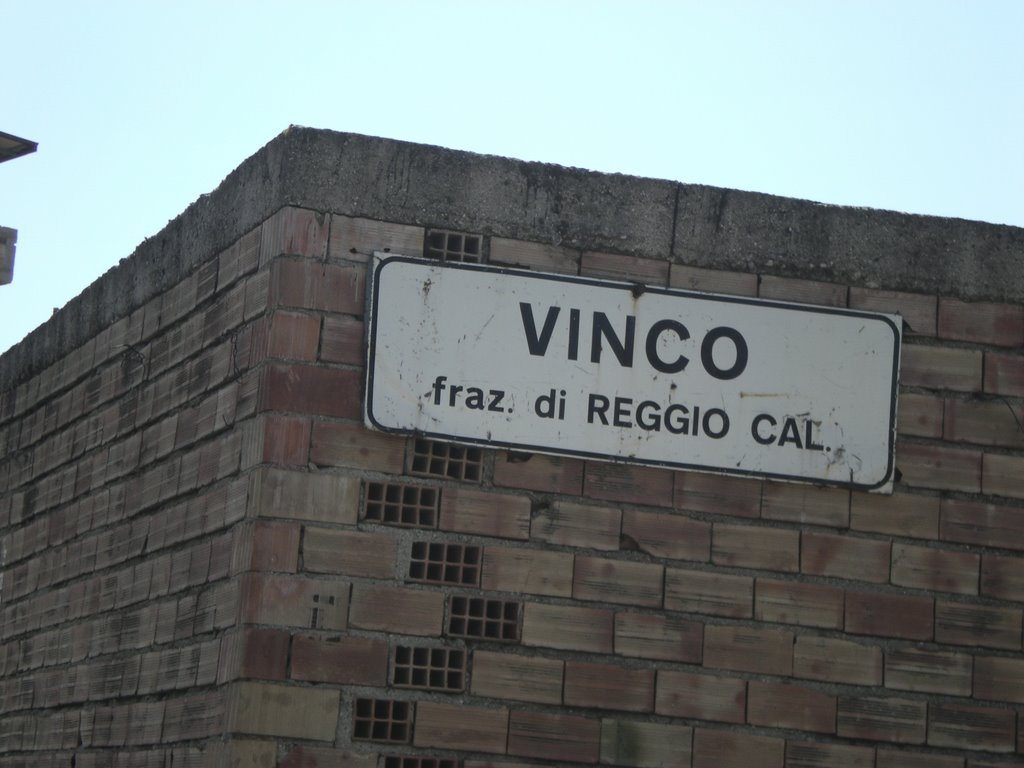 VINCO
fraz. di REGGIO CAL.